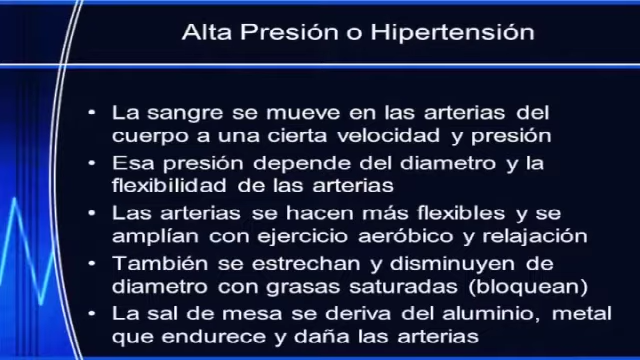 Alta Presión o Hipertensión
• La sangre se mueve en las arterias del
cuerpo a una cierta velocidad y presión
• Esa presión depende del diametro y la
flexibilidad de las arterias
• Las arterias se hacen más flexibles y se
amplían con ejercicio aeróbico y relajación
• También se estrechan y disminuyen de
diametro con grasas saturadas (bloquean)
• La sal de mesa se deriva del aluminio, metal
que endurece y daña las arterias